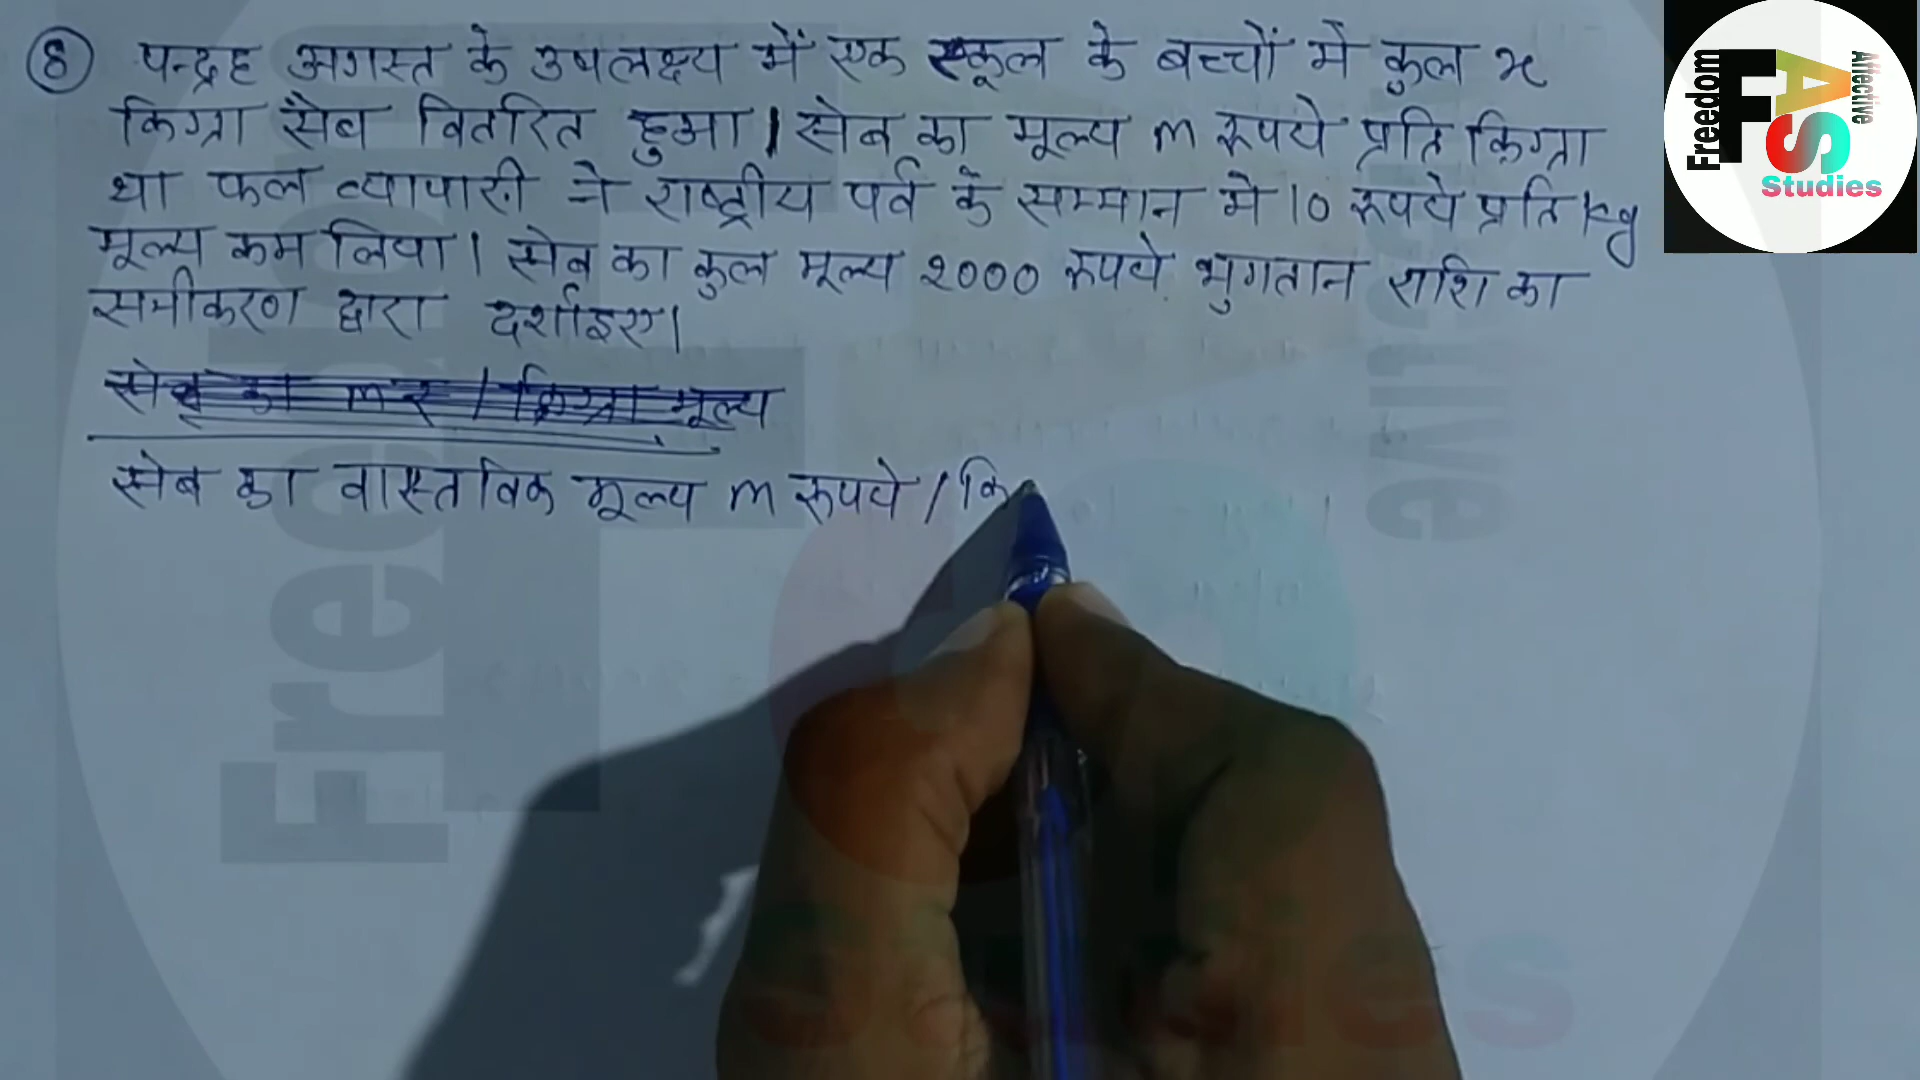 ⑧ पन्द्रह अगस्त के उपलक्ष्य में एक स्कूल के बच्चों में कुल x
किग्रा सेव वितरित हुआ। सेब का मूल्य m रूपये प्रति किग्रा
था फल व्यापारी ने राष्ट्रीय पर्व के सम्मान मे 10 रूपये प्रति kg
मूल्य कम लिया। सेब का कुल मूल्य 2000 रूपये भुगतान राशि का
समीकरण द्वारा दर्शाइए।
सेब का m रु / किग्रा मूल्य
सेब का वास्तविक मूल्य m रूपये / कि
Freedom
F
AS
Affective
Studies